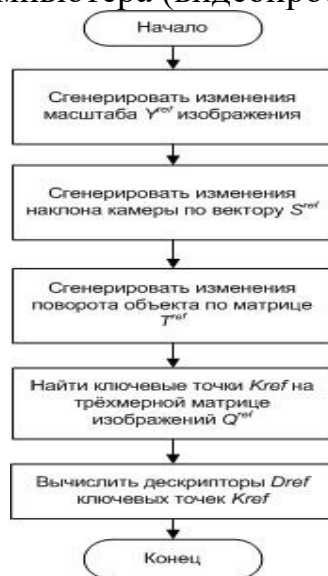 мпьютера (видеопро
Начало
Сгенерировать изменения
масштаба Y^ref изображения
Сгенерировать изменения
наклона камеры по вектору S^ref
Сгенерировать изменения
поворота объекта по матрице
T^ref
Найти ключевые точки Kref на
трёхмерной матрице
изображений Q^ref
Вычислить дескрипторы Dref
ключевых точек Kref
Конец